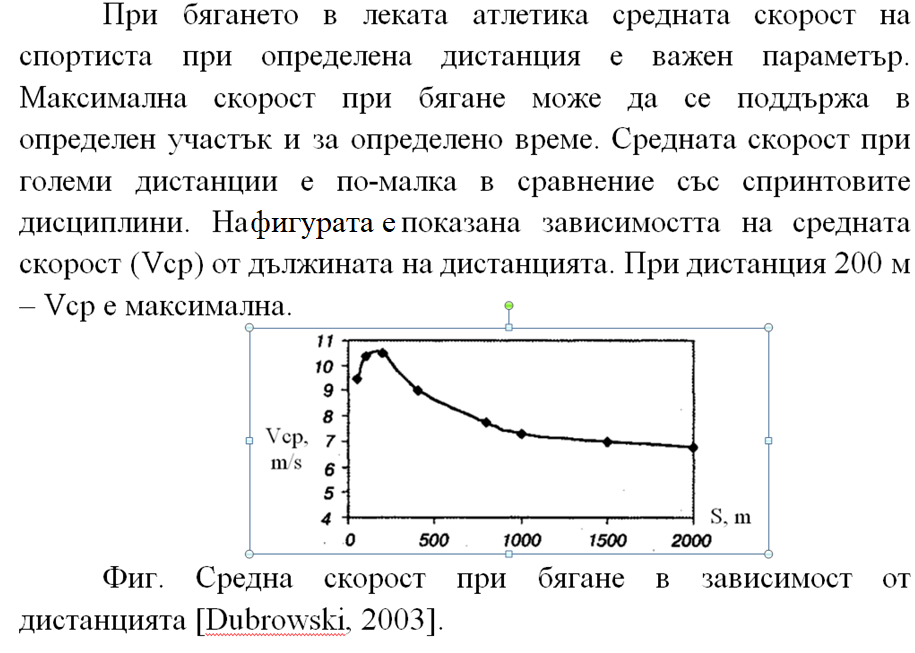 При бягането в леката атлетика средната скорост на
спортиста при определена дистанция е важен параметър.
Максимална скорост при бягане може да се поддържа в
определен участък и за определено време. Средната скорост при
големи дистанции е по-малка в сравнение със спринтовите
дисциплини. Нафигурата е показана зависимостта на средната
скорост (Vср) от дължината на дистанцията. При дистанция 200 м
– Vср е максимална.
11
10
9
8
Vср, 7
m/s 6
5
4
S, m
0 500 1000 1500 2000
Фиг. Средна скорост при бягане в зависимост от
дистанцията [Dubrowski, 2003].